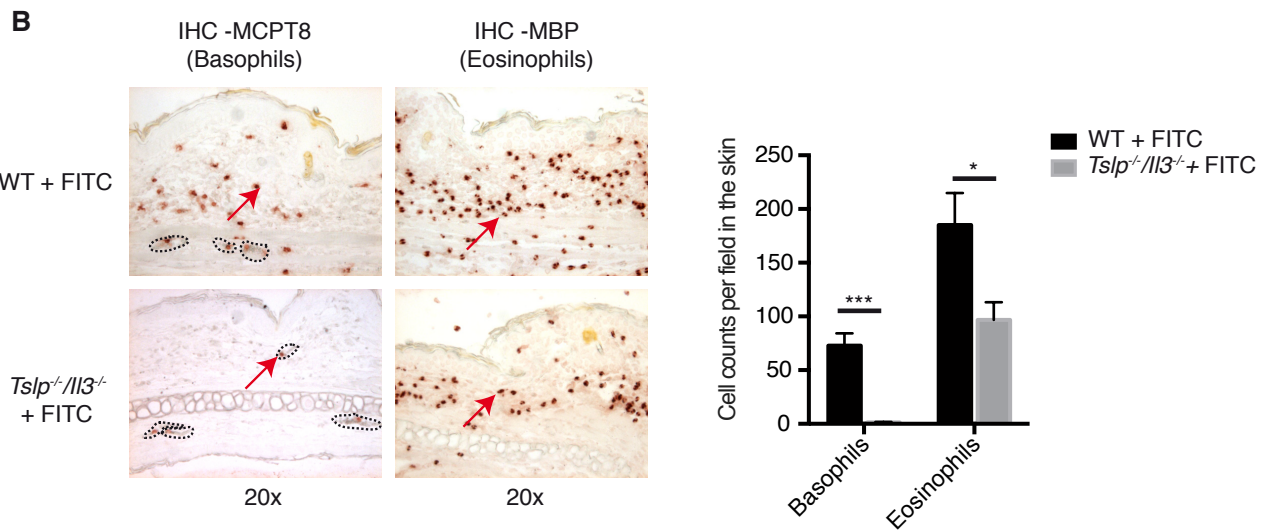 B
IHC -MCPT8
(Basophils)
IHC -MBP
(Eosinophils)
WT + FITC
Tslp-/-/Il3-/-
+ FITC
20x
20x
WT + FITC
Tslp-/-/Il3-/-+ FITC
Cell counts per field in the skin
250
200
150
100
50
0
***
*
Basophils
Eosinophils